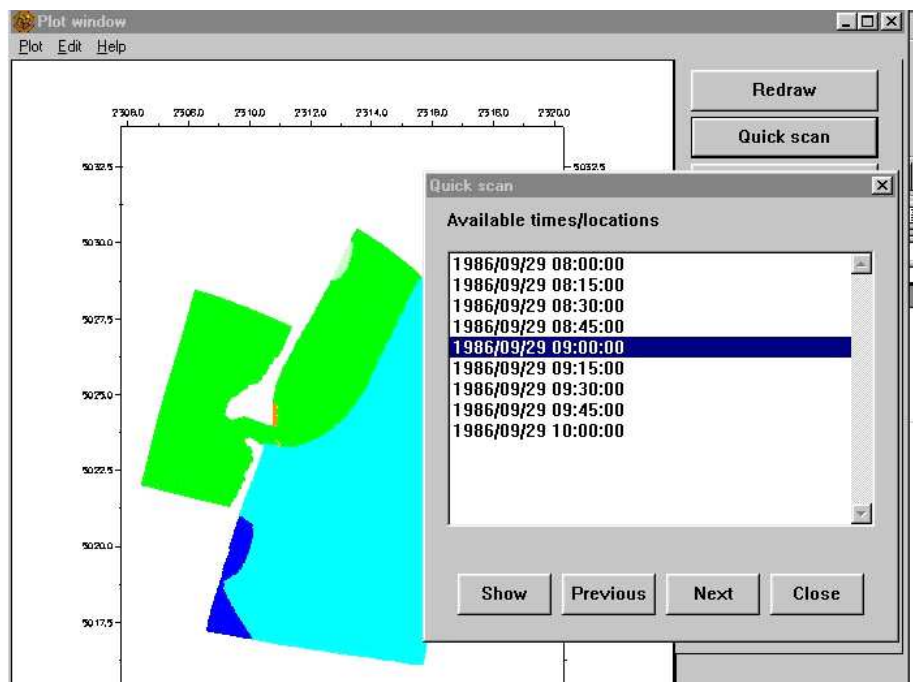 Plot window
Plot Edit Help
Redraw
Quick scan
2306.0 2308.0 2310.0 2312.0 2314.0 2316.0 2318.0 2320.0
5032.5 5032.5
5030.0
5027.5
5025.0
5022.5
5020.0
5017.5
Quick scan
Available times/locations
1986/09/29 08:00:00
1986/09/29 08:15:00
1986/09/29 08:30:00
1986/09/29 08:45:00
1986/09/29 09:00:00
1986/09/29 09:15:00
1986/09/29 09:30:00
1986/09/29 09:45:00
1986/09/29 10:00:00
Show Previous Next Close